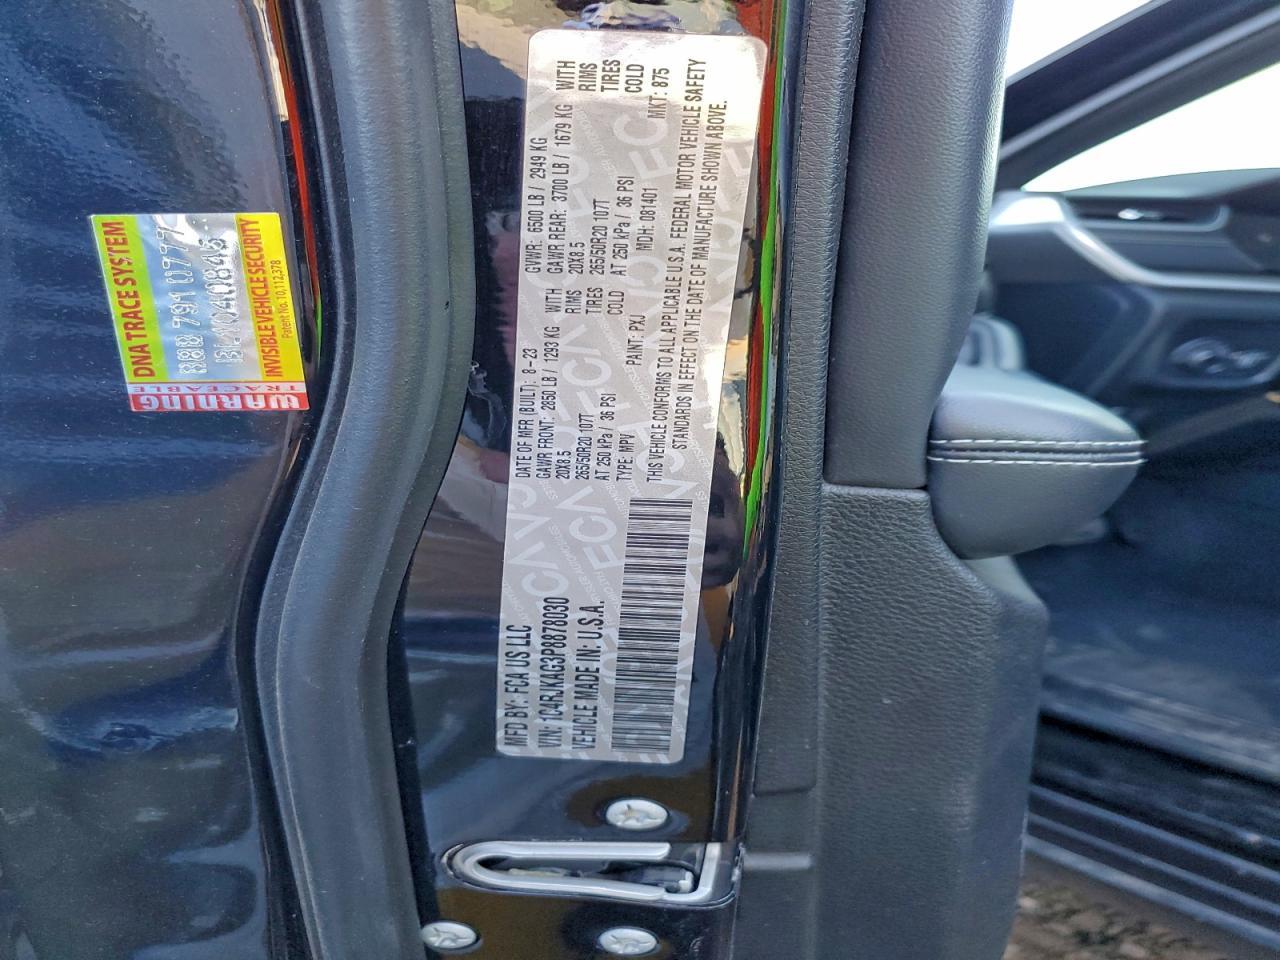 MFD BY: FCA US LLC
DATE OF MFR (BUILT): 8-23
GVWR: 6500 LB / 2949 KG
VIN: 1C4RJKAG3P8878030
GAWR FRONT: 2850 LB / 1293 KG WITH
GAWR REAR: 3700 LB / 1679 KG WITH
VEHICLE MADE IN: U.S.A.
20X8.5 RIMS
20X8.5 RIMS
265/50R20 107T TIRES
265/50R20 107T TIRES
AT 250 kPa / 36 PSI COLD
AT 250 kPa / 36 PSI COLD
TYPE: MPV
PAINT: PXJ
MDH: 081401
MKT: 875
THIS VEHICLE CONFORMS TO ALL APPLICABLE U.S.A. FEDERAL MOTOR VEHICLE SAFETY
STANDARDS IN EFFECT ON THE DATE OF MANUFACTURE SHOWN ABOVE.
WARNING
TRACEABLE
DNA TRACE SYSTEM
INVISIBLE VEHICLE SECURITY
Patent No. 10,112,378